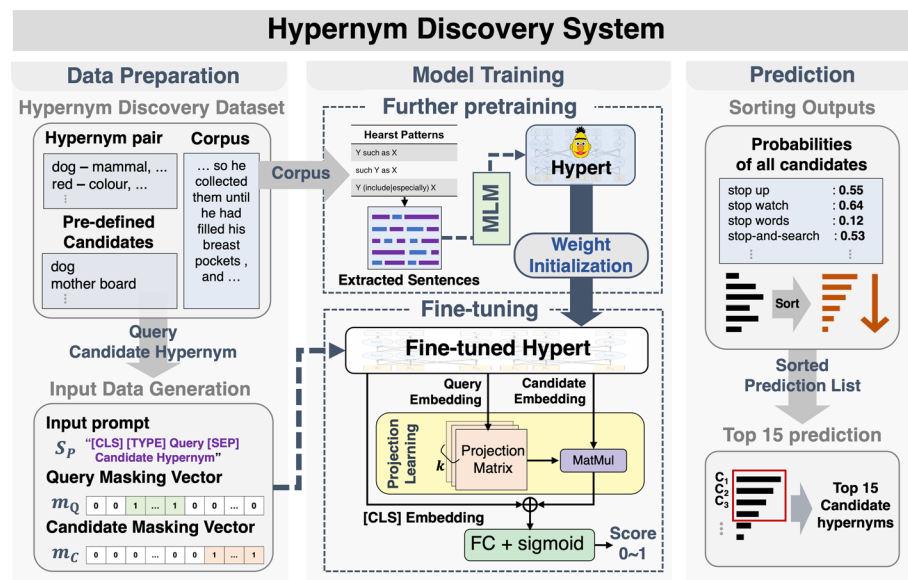 Hypernym Discovery System
Data Preparation
Hypernym Discovery Dataset
Hypernym pair
dog – mammal, ...
red – colour, ...
⋮
Pre-defined
Candidates
dog
mother board
⋮
Corpus
... so he
collected
them until
he had
filled his
breast
pockets ,
and ...
Query
Candidate Hypernym
Input Data Generation
Input prompt
S_P "[CLS] [TYPE] Query [SEP]
Candidate Hypernym"
Query Masking Vector
m_Q 0 0 1 ... 1 0 0 ... 0
Candidate Masking Vector
m_C 0 0 0 ... 0 0 1 ... 1
Model Training
Further pretraining
Corpus
Hearst Patterns
Y such as X
such Y as X
Y (include|especially) X
Extracted Sentences
MLM
Hypert
Weight
Initialization
Fine-tuning
Fine-tuned Hypert
Query
Embedding
Candidate
Embedding
Projection
Learning
k
Projection
Matrix
MatMul
[CLS] Embedding
FC + sigmoid
Score
0~1
Prediction
Sorting Outputs
Probabilities
of all candidates
stop up : 0.55
stop watch : 0.64
stop words : 0.12
stop-and-search : 0.53
⋮ ⋮
Sort
Sorted
Prediction List
Top 15 prediction
C1
C2
C3
⋮
Top 15
Candidate
hypernyms